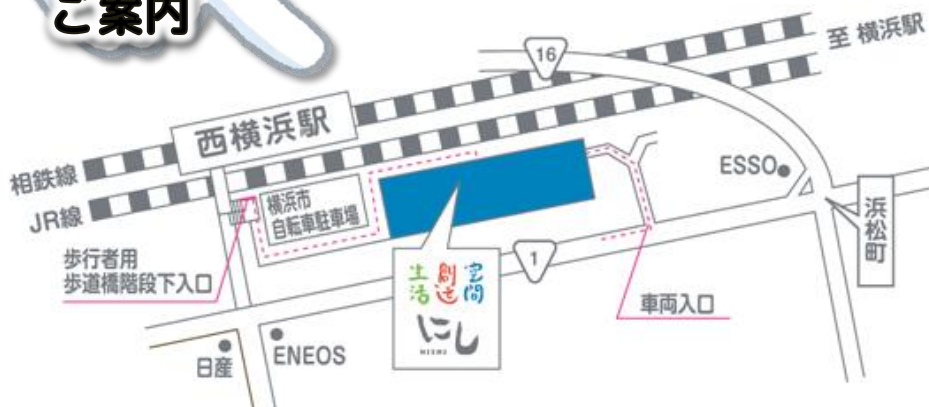 ご案内
至 横浜駅
16
西横浜駅
相鉄線
JR線
横浜市
自転車駐車場
ESSO
浜松町
歩行者用
歩道橋階段下入口
1
生活
創造
空間
にし
NISHI
車両入口
日産
ENEOS